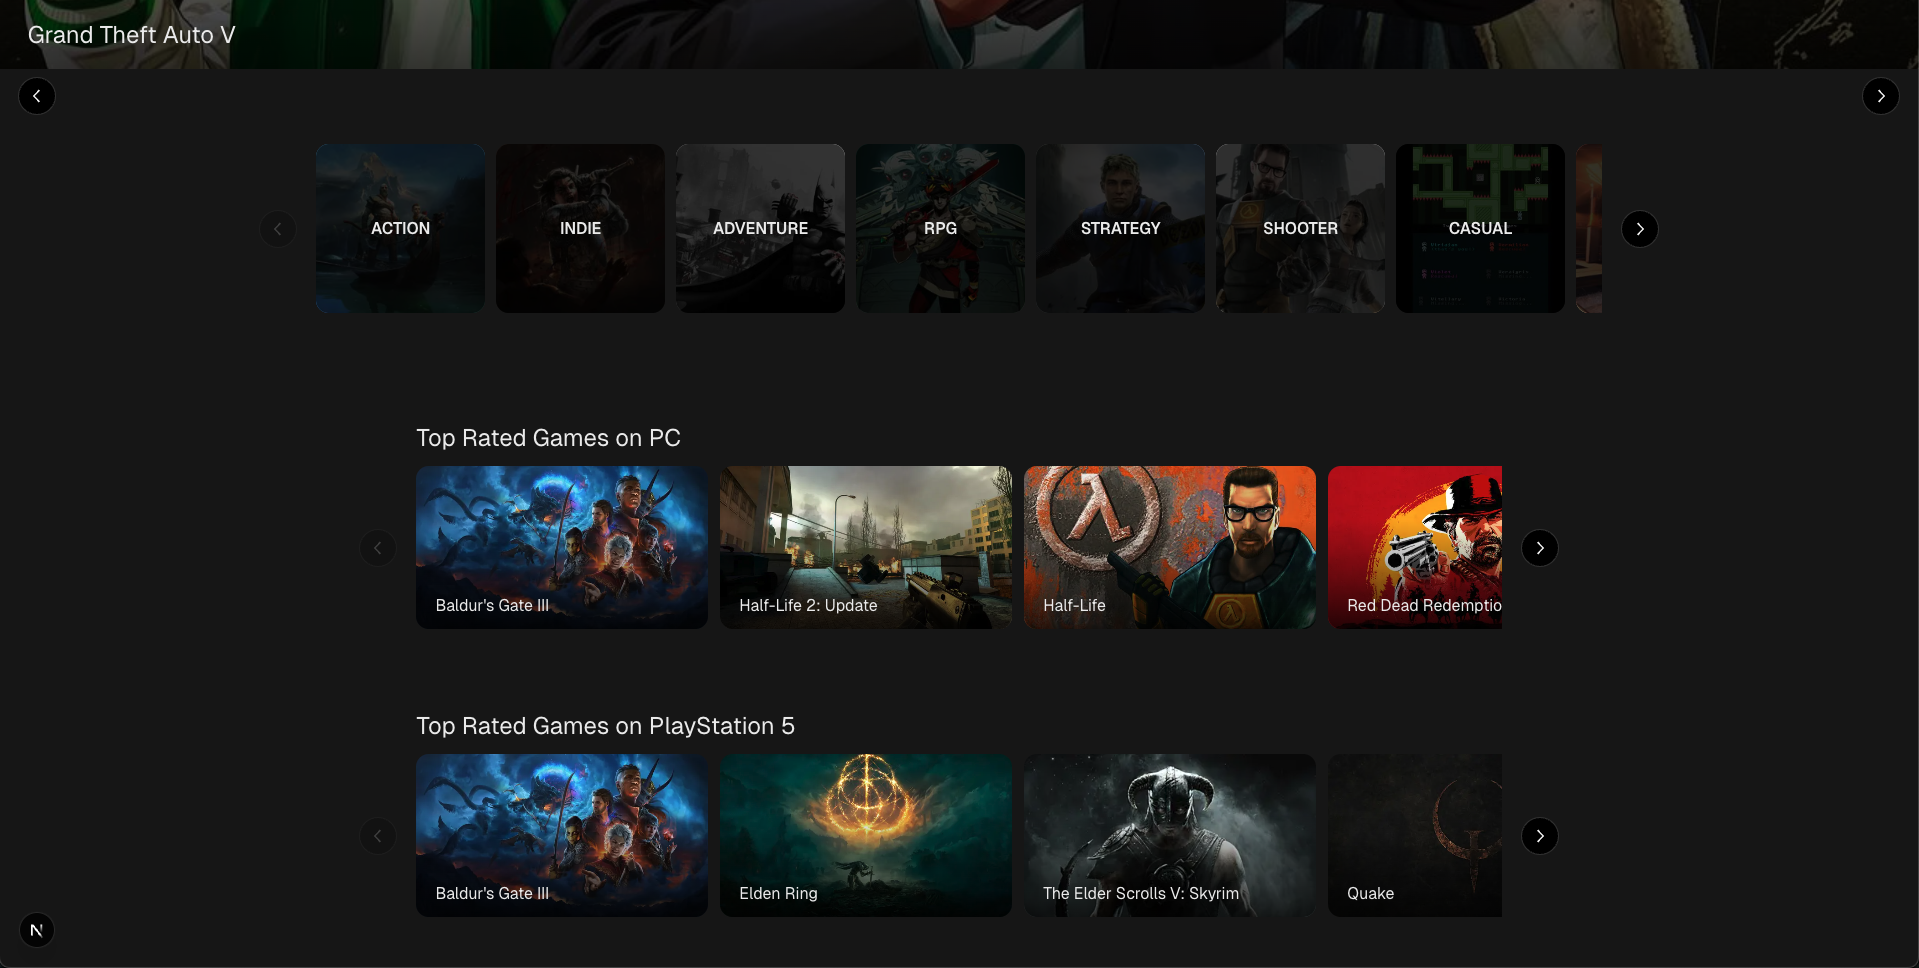 Grand Theft Auto V
ACTION
INDIE
ADVENTURE
RPG
STRATEGY
SHOOTER
CASUAL
Top Rated Games on PC
Baldur's Gate III
Half-Life 2: Update
Half-Life
Red Dead Redemptio
Top Rated Games on PlayStation 5
Baldur's Gate III
Elden Ring
The Elder Scrolls V: Skyrim
Quake
N